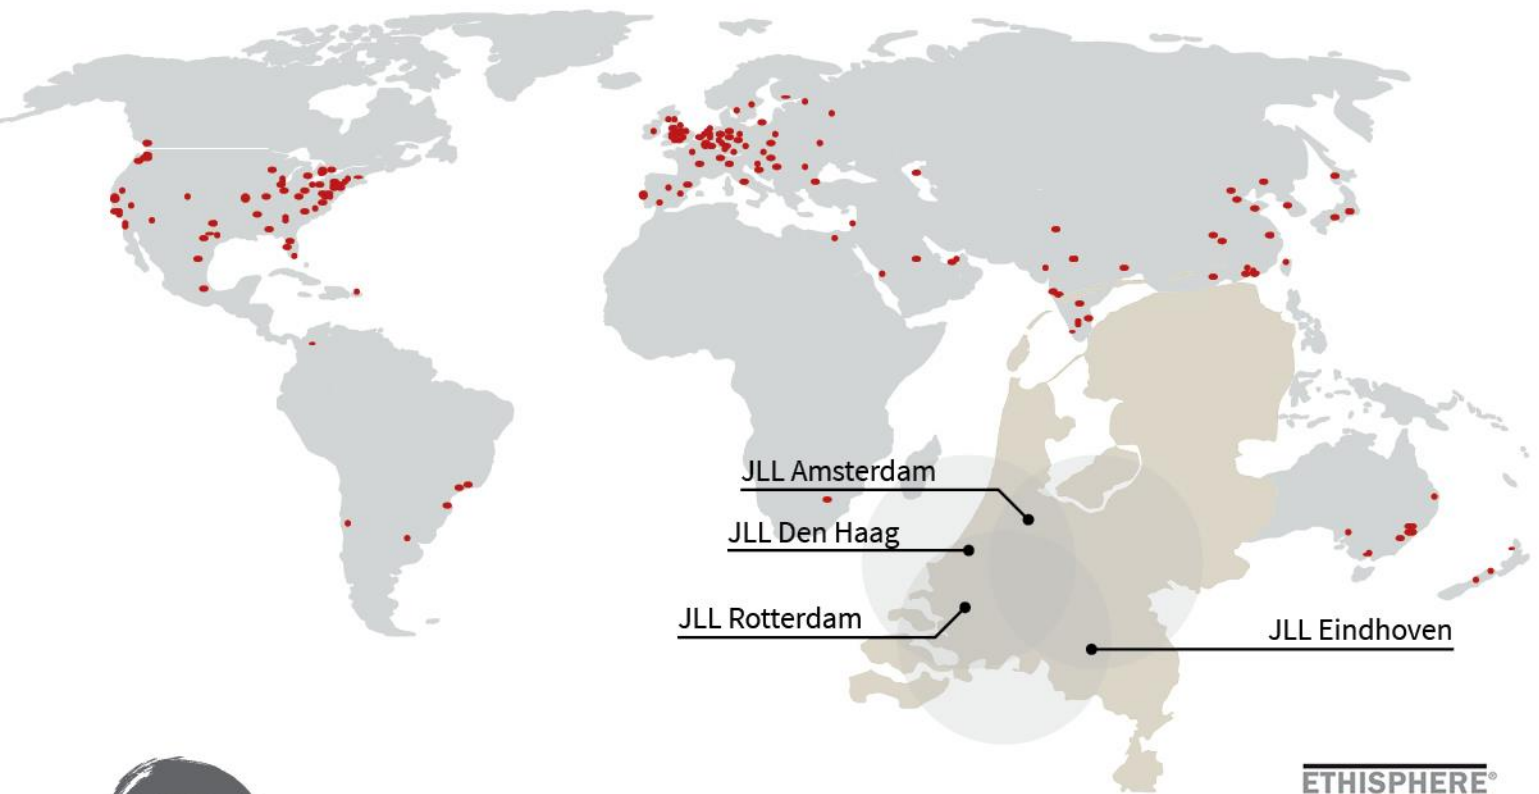 JLL Amsterdam
JLL Den Haag
JLL Rotterdam
JLL Eindhoven
ETHISPHERE®